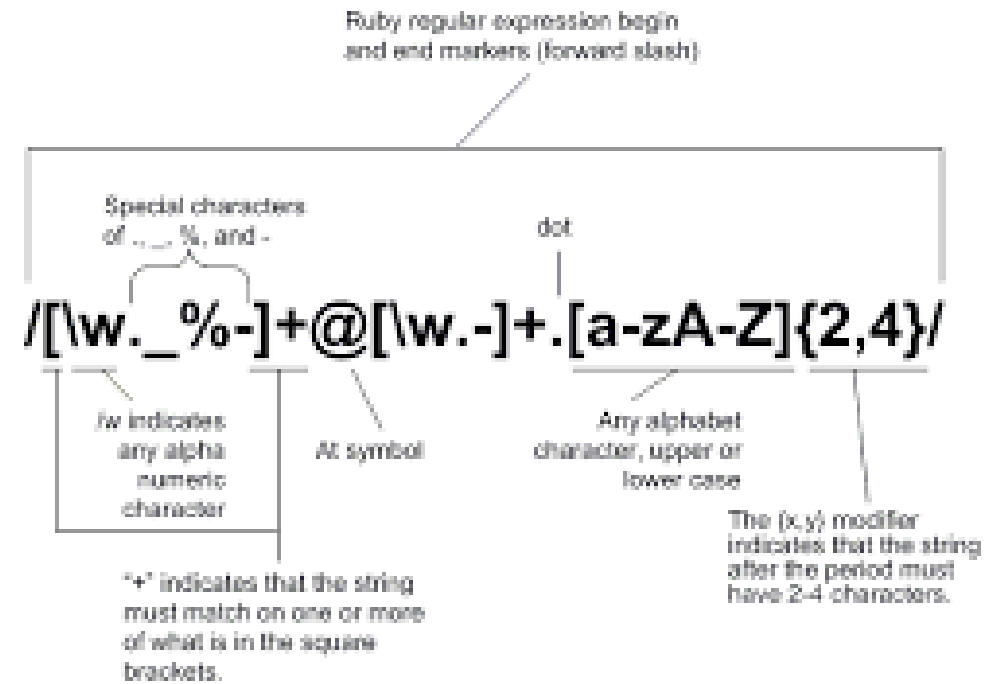 Ruby regular expression begin
and end markers (forward slash)
Special characters
of ., _, %, and -
dot
/[\w._%-]+@[\w.-]+.[a-zA-Z]{2,4}/
/w indicates
any alpha
numeric
character
At symbol
Any alphabet
character, upper or
lower case
The {x,y} modifier
indicates that the string
after the period must
have 2-4 characters.
"+" indicates that the string
must match on one or more
of what is in the square
brackets.